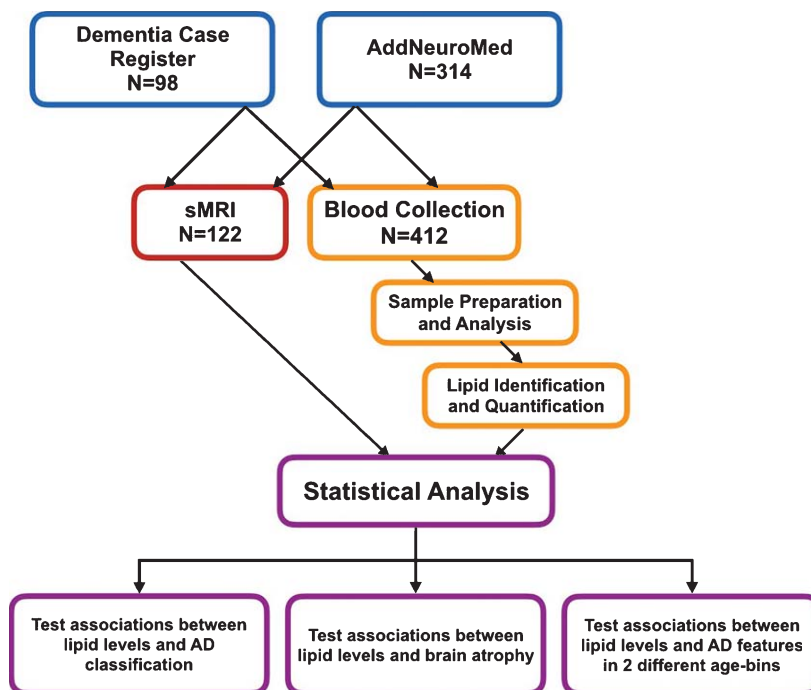 Dementia Case
Register
N=98
AddNeuroMed
N=314
sMRI
N=122
Blood Collection
N=412
Sample Preparation
and Analysis
Lipid Identification
and Quantification
Statistical Analysis
Test associations between
lipid levels and AD
classification
Test associations between
lipid levels and brain atrophy
Test associations between
lipid levels and AD features
in 2 different age-bins